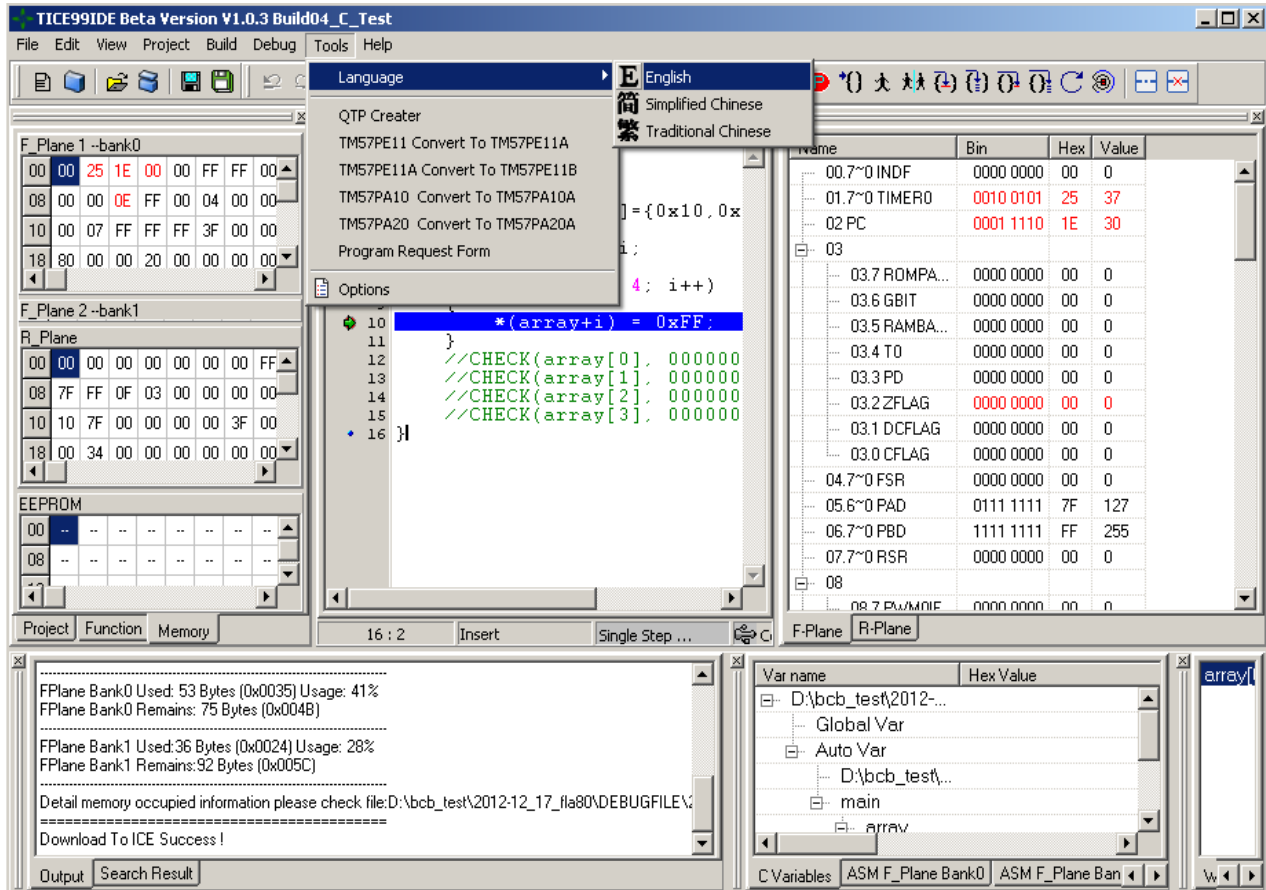 TICE99IDE Beta Version V1.0.3 Build04_C_Test
File Edit View Project Build Debug Tools Help
Language
QTP Creater
TM57PE11 Convert To TM57PE11A
TM57PE11A Convert To TM57PE11B
TM57PA10 Convert To TM57PA10A
TM57PA20 Convert To TM57PA20A
Program Request Form
Options
E English
简 Simplified Chinese
繁 Traditional Chinese
F_Plane 1 --bank0
00 00 25 1E 00 00 FF FF 00
08 00 00 0E FF 00 04 00 00
10 00 07 FF FF FF 3F 00 00
18 80 00 00 20 00 00 00 00
F_Plane 2 --bank1
R_Plane
00 00 00 00 00 00 00 00 FF
08 7F FF 0F 03 00 00 00 00
10 10 7F 00 00 00 00 3F 00
18 00 34 00 00 00 00 00 00
EEPROM
00 -- -- -- -- -- -- -- --
08 -- -- -- -- -- -- -- --
Project Function Memory
]={0x10,0x
i;
4; i++)
10 *(array+i) = 0xFF;
11 }
12 //CHECK(array[0], 000000
13 //CHECK(array[1], 000000
14 //CHECK(array[2], 000000
15 //CHECK(array[3], 000000
16 }
16 : 2 Insert Single Step ...
Name Bin Hex Value
00.7~0 INDF 0000 0000 00 0
01.7~0 TIMER0 0010 0101 25 37
02 PC 0001 1110 1E 30
03
03.7 ROMPA... 0000 0000 00 0
03.6 GBIT 0000 0000 00 0
03.5 RAMBA... 0000 0000 00 0
03.4 T0 0000 0000 00 0
03.3 PD 0000 0000 00 0
03.2 ZFLAG 0000 0000 00 0
03.1 DCFLAG 0000 0000 00 0
03.0 CFLAG 0000 0000 00 0
04.7~0 FSR 0000 0000 00 0
05.6~0 PAD 0111 1111 7F 127
06.7~0 PBD 1111 1111 FF 255
07.7~0 RSR 0000 0000 00 0
08
08.7 PWM0IE 0000 0000 00 0
F-Plane R-Plane
FPlane Bank0 Used: 53 Bytes (0x0035) Usage: 41%
FPlane Bank0 Remains: 75 Bytes (0x004B)
FPlane Bank1 Used:36 Bytes (0x0024) Usage: 28%
FPlane Bank1 Remains:92 Bytes (0x005C)
Detail memory occupied information please check file:D:\bcb_test\2012-12_17_fla80\DEBUGFILE\2
==========================================
Download To ICE Success !
Output Search Result
Var name Hex Value
D:\bcb_test\2012-...
Global Var
Auto Var
D:\bcb_test\...
main
array
C Variables ASM F_Plane Bank0 ASM F_Plane Ban
array[